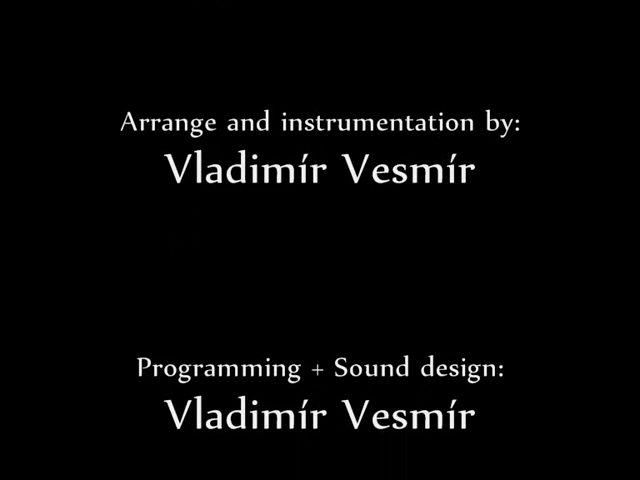 Arrange and instrumentation by:
Vladimír Vesmír
Programming + Sound design:
Vladimír Vesmír